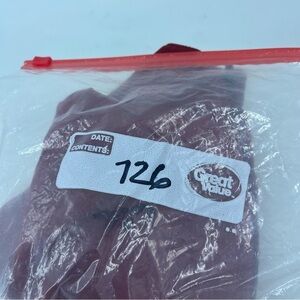 DATE:
CONTENTS:
726
Great
Value